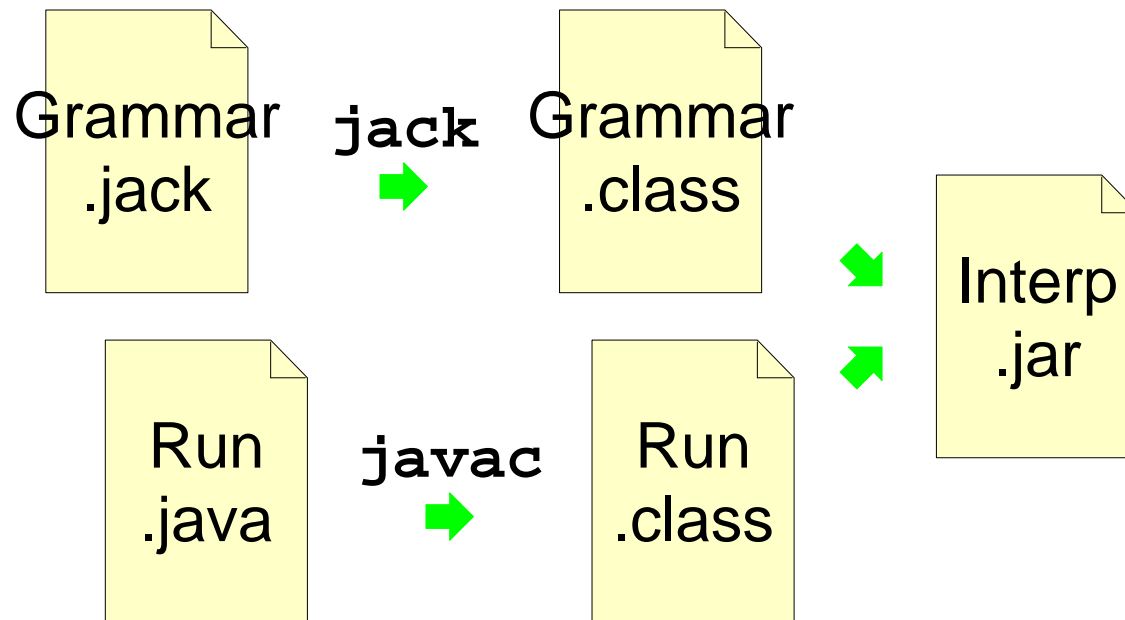 Grammar
.jack
jack
Grammar
.class
Interp
.jar
Run
.java
javac
Run
.class